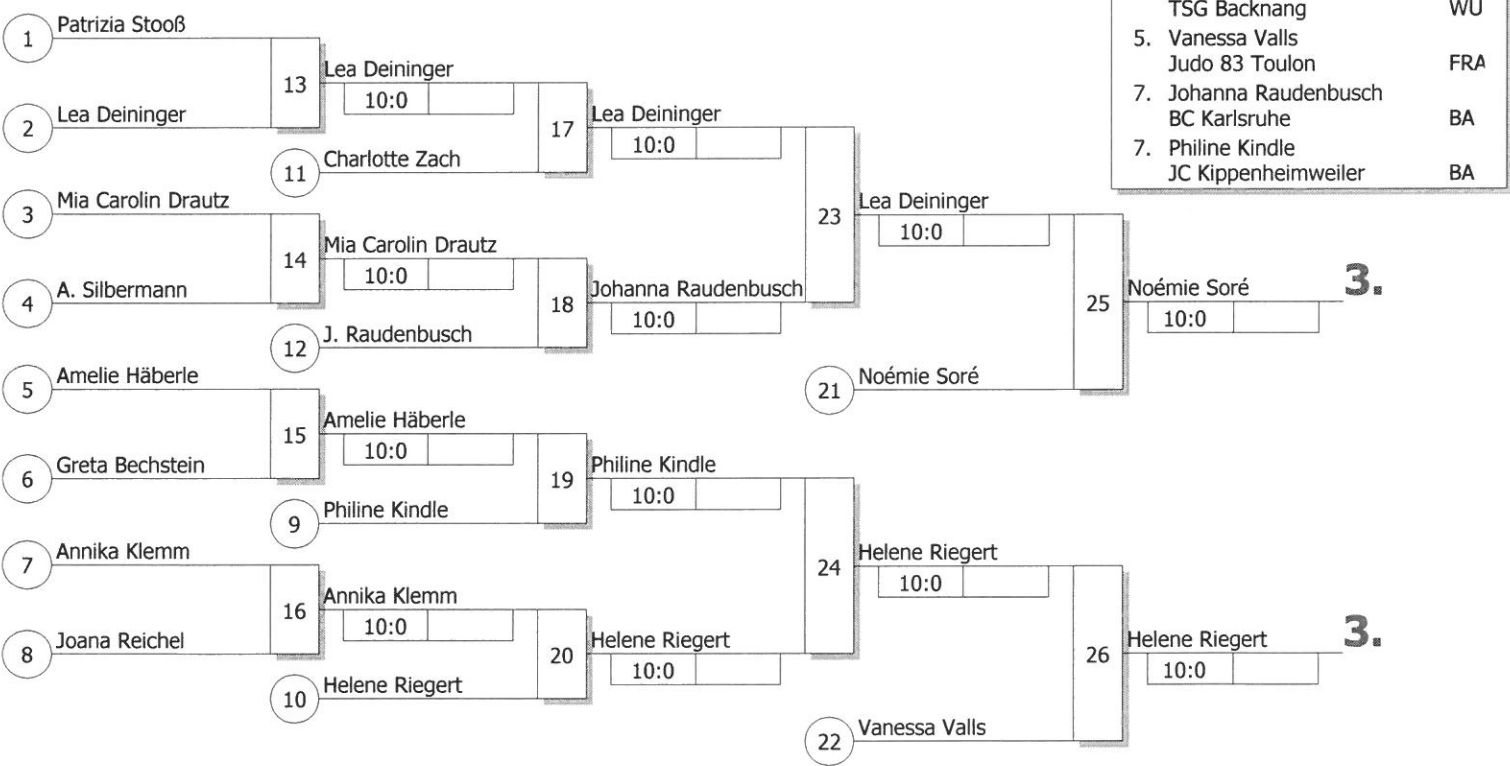 TSG Backnang WÜ
5. Vanessa Valls
Judo 83 Toulon FRA
7. Johanna Raudenbusch
BC Karlsruhe BA
7. Philine Kindle
JC Kippenheimweiler BA
1 Patrizia Stooß
13 Lea Deininger
10:0
2 Lea Deininger
17 Lea Deininger
10:0
11 Charlotte Zach
3 Mia Carolin Drautz
23 Lea Deininger
10:0
14 Mia Carolin Drautz
10:0
4 A. Silbermann
18 Johanna Raudenbusch
10:0
12 J. Raudenbusch
25 Noémie Soré 3.
10:0
5 Amelie Häberle
21 Noémie Soré
15 Amelie Häberle
10:0
6 Greta Bechstein
19 Philine Kindle
10:0
9 Philine Kindle
7 Annika Klemm
24 Helene Riegert
10:0
16 Annika Klemm
10:0
8 Joana Reichel
20 Helene Riegert
10:0
26 Helene Riegert 3.
10:0
10 Helene Riegert
22 Vanessa Valls